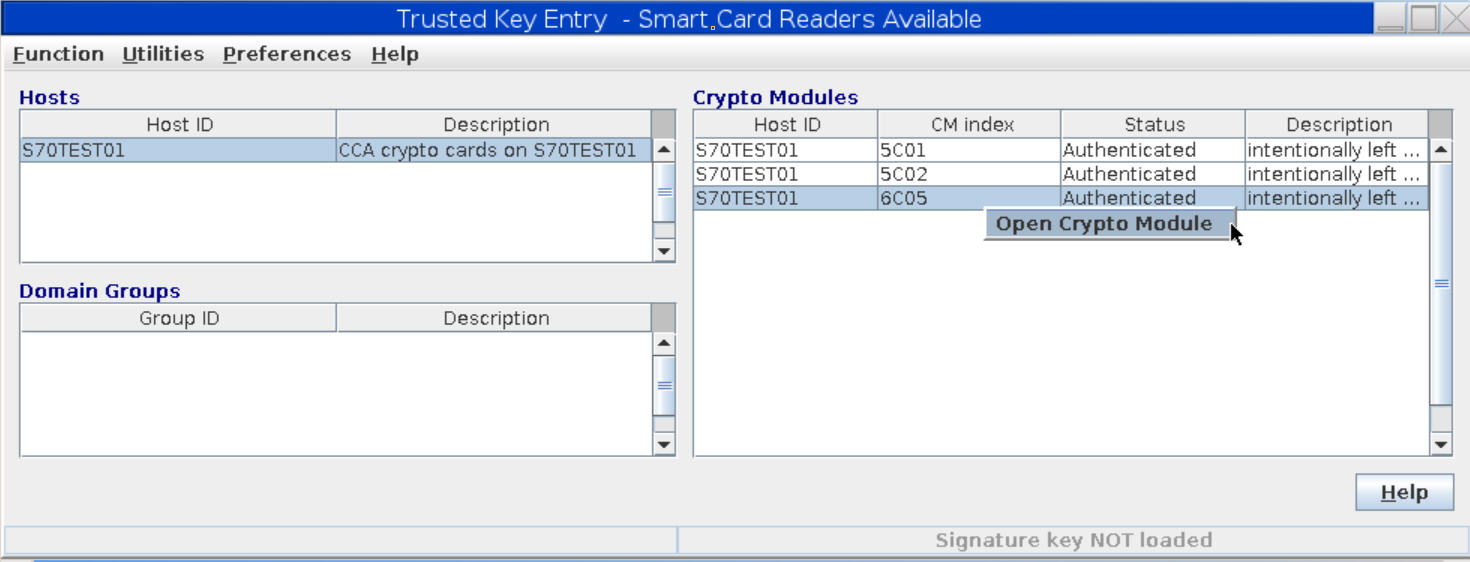 Trusted Key Entry - Smart Card Readers Available
Function Utilities Preferences Help
Hosts
Host ID Description
S70TEST01 CCA crypto cards on S70TEST01
Domain Groups
Group ID Description
Crypto Modules
Host ID CM index Status Description
S70TEST01 5C01 Authenticated intentionally left ...
S70TEST01 5C02 Authenticated intentionally left ...
S70TEST01 6C05 Authenticated intentionally left ...
Open Crypto Module
Help
Signature key NOT loaded